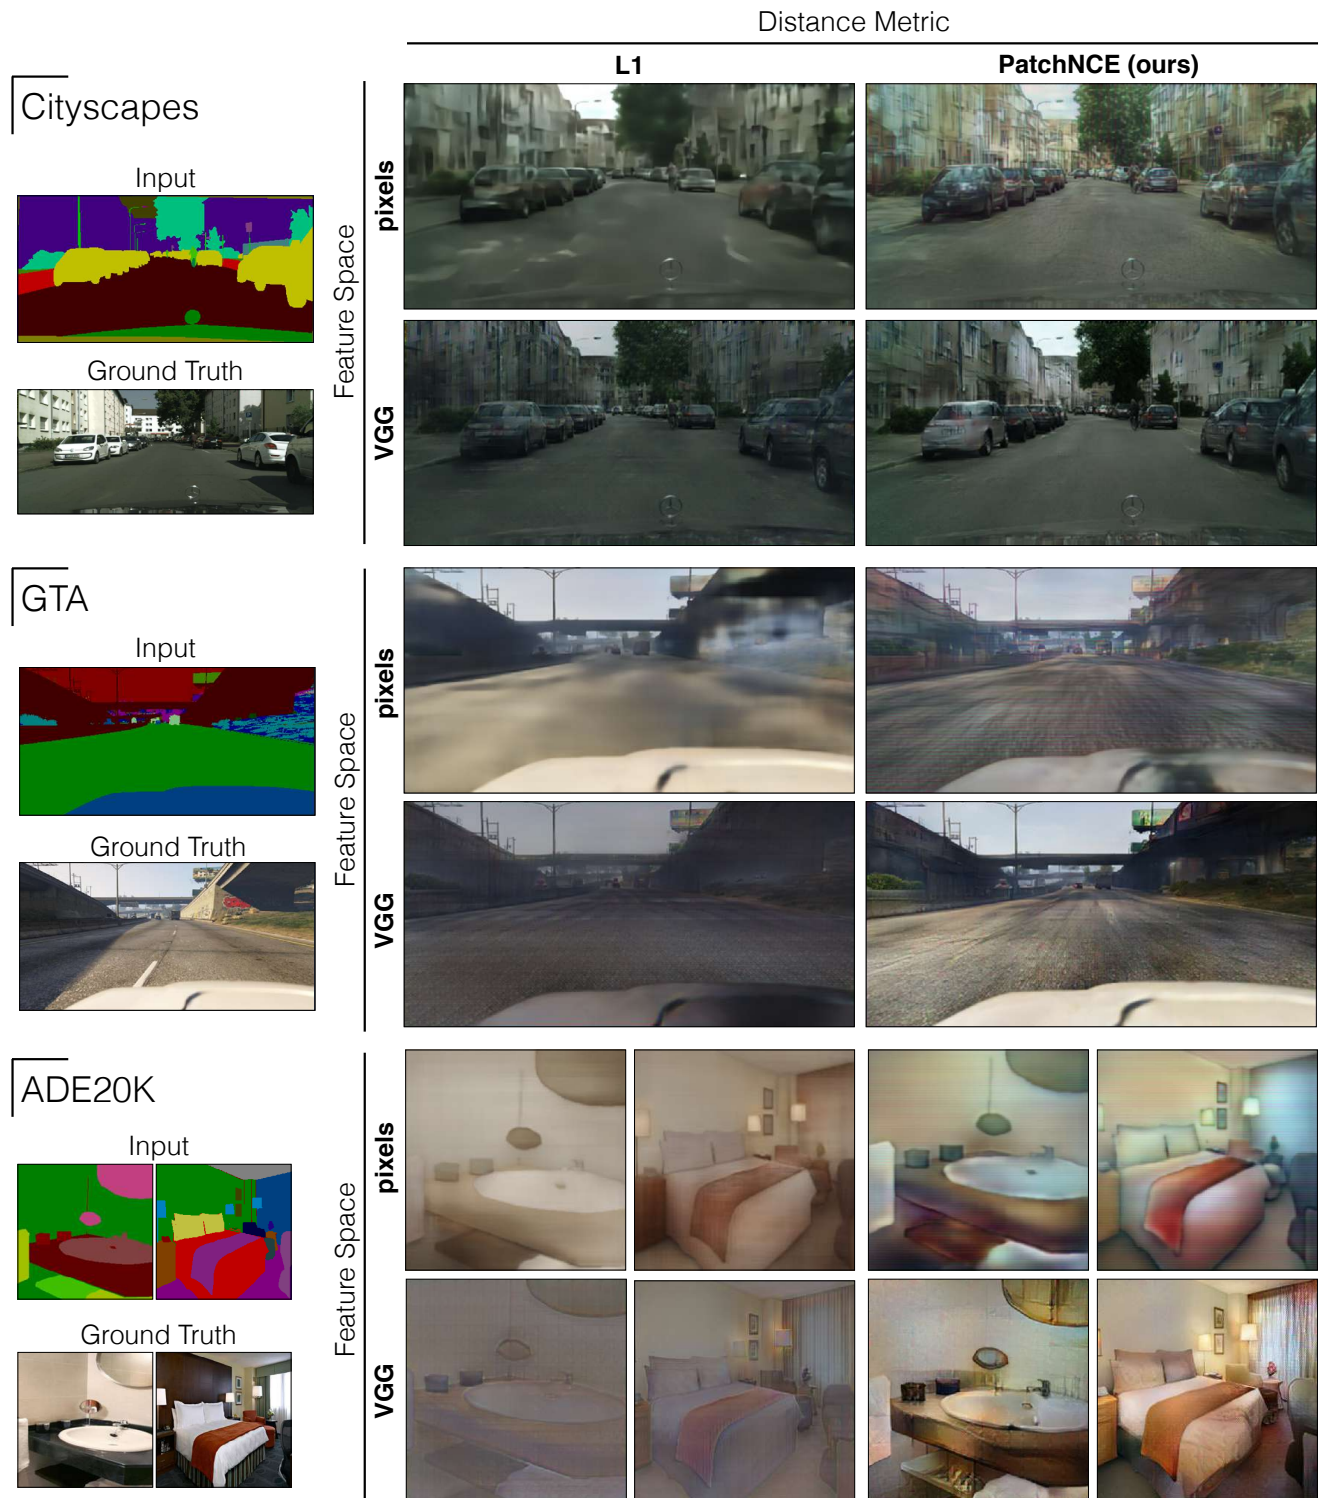 Distance Metric
L1
PatchNCE (ours)
Cityscapes
Input
Ground Truth
Feature Space
pixels
VGG
GTA
Input
Ground Truth
Feature Space
pixels
VGG
ADE20K
Input
Ground Truth
Feature Space
pixels
VGG